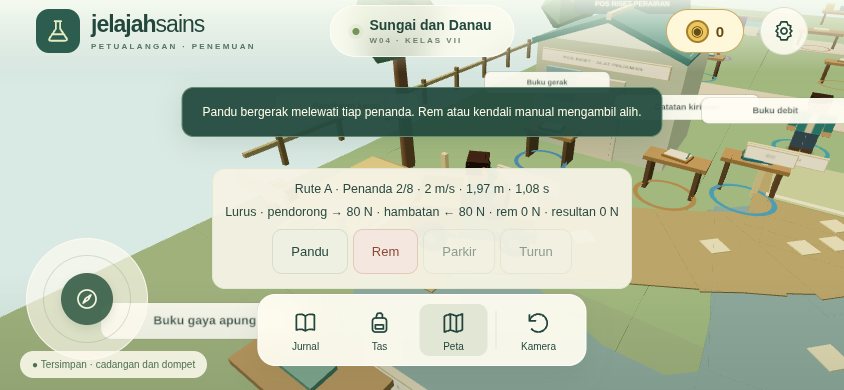 POS RISET PERAIRAN
jelajahsains
PETUALANGAN · PENEMUAN
Sungai dan Danau
W04 · KELAS VII
0
Buku gerak
Buku debit
Pandu bergerak melewati tiap penanda. Rem atau kendali manual mengambil alih.
Rute A · Penanda 2/8 · 2 m/s · 1,97 m · 1,08 s
Lurus · pendorong → 80 N · hambatan ← 80 N · rem 0 N · resultan 0 N
Pandu
Rem
Parkir
Turun
Buku gaya apung
Jurnal
Tas
Peta
Kamera
● Tersimpan · cadangan dan dompet